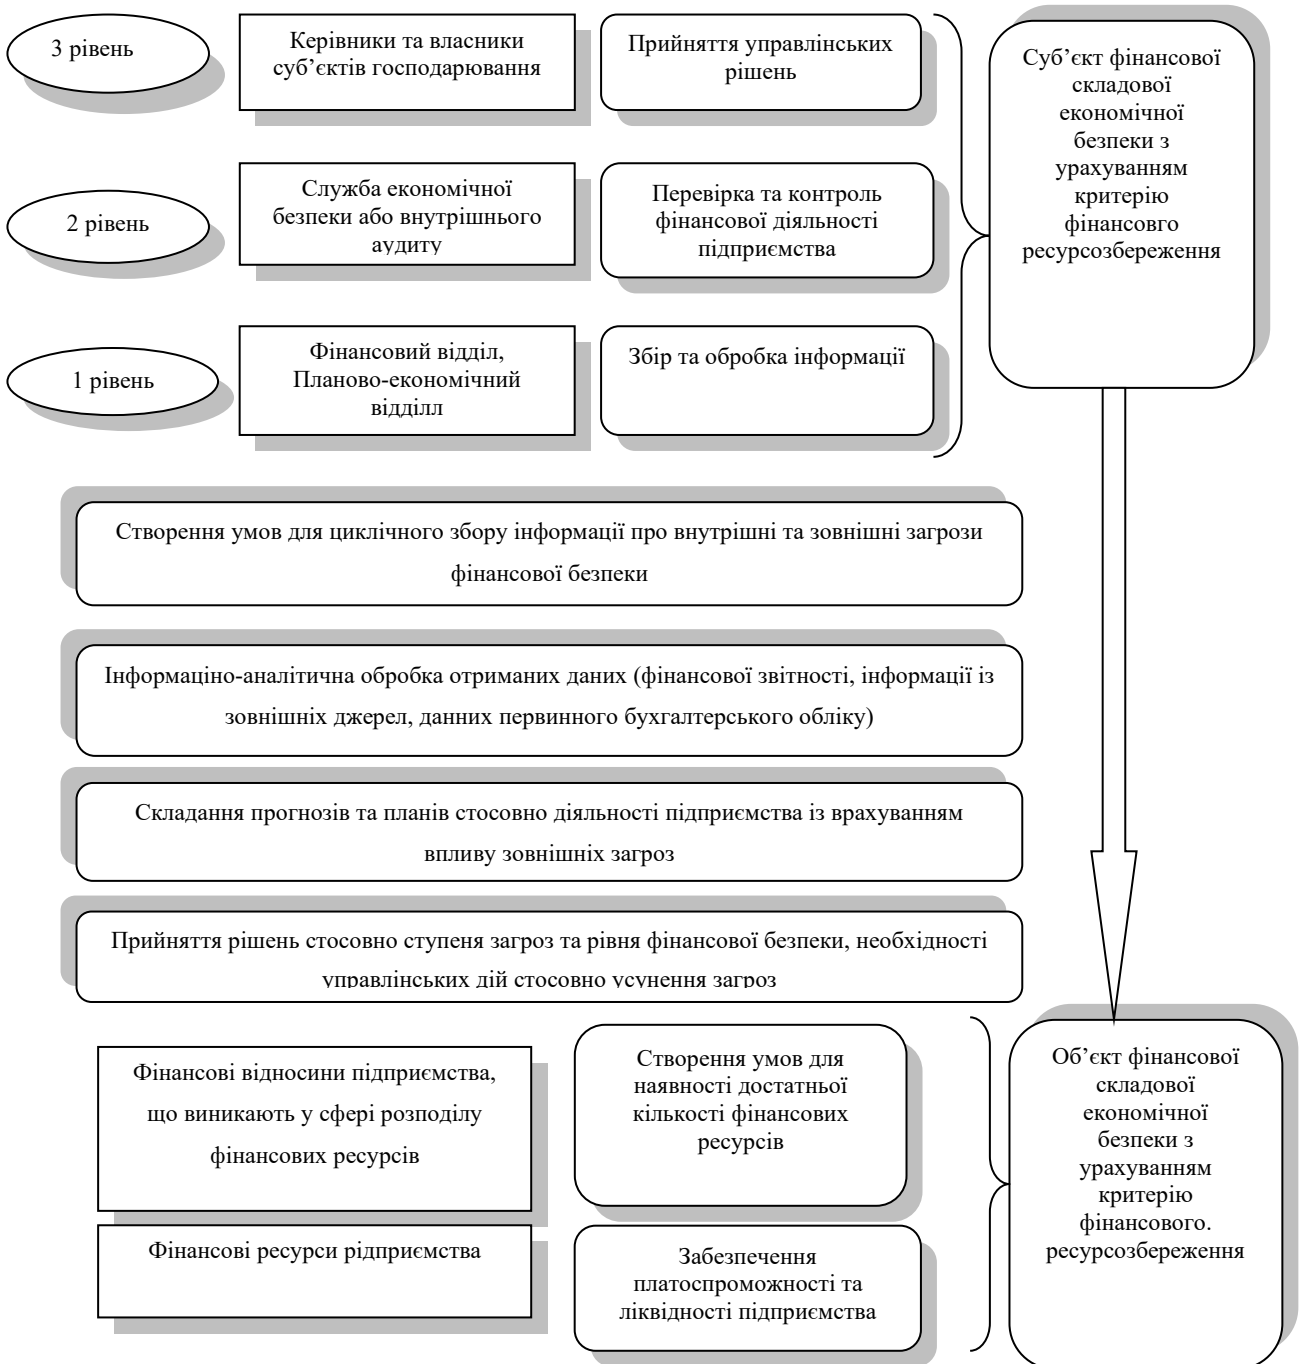 3 рівень
Керівники та власники
суб’єктів господарювання
Прийняття управлінських
рішень
Суб’єкт фінансової
складової
економічної
безпеки з
урахуванням
критерію
фінансовго
ресурсозбереження
2 рівень
Служба економічної
безпеки або внутрішнього
аудиту
Перевірка та контроль
фінансової діяльності
підприємства
1 рівень
Фінансовий відділ,
Планово-економічний
відділл
Збір та обробка інформації
Створення умов для циклічного збору інформації про внутрішні та зовнішні загрози
фінансової безпеки
Інформаціно-аналітична обробка отриманих даних (фінансової звітності, інформації із
зовнішніх джерел, данних первинного бухгалтерського обліку)
Складання прогнозів та планів стосовно діяльності підприємства із врахуванням
впливу зовнішніх загроз
Прийняття рішень стосовно ступеня загроз та рівня фінансової безпеки, необхідності
управлінських дій стосовно усунення загроз
Фінансові відносини підприємства,
що виникають у сфері розподілу
фінансових ресурсів
Створення умов для
наявності достатньої
кількості фінансових
ресурсів
Об’єкт фінансової
складової
економічної
безпеки з
урахуванням
критерію
фінансового.
ресурсозбереження
Фінансові ресурси рідприємства
Забезпечення
платоспроможності та
ліквідності підприємства